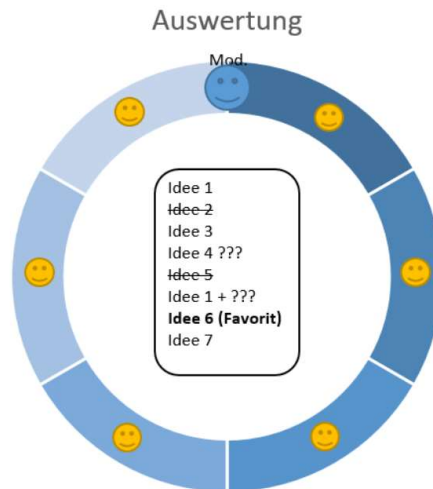 Auswertung
Mod.
Idee 1
Idee 2
Idee 3
Idee 4 ???
Idee 5
Idee 1 + ???
Idee 6 (Favorit)
Idee 7